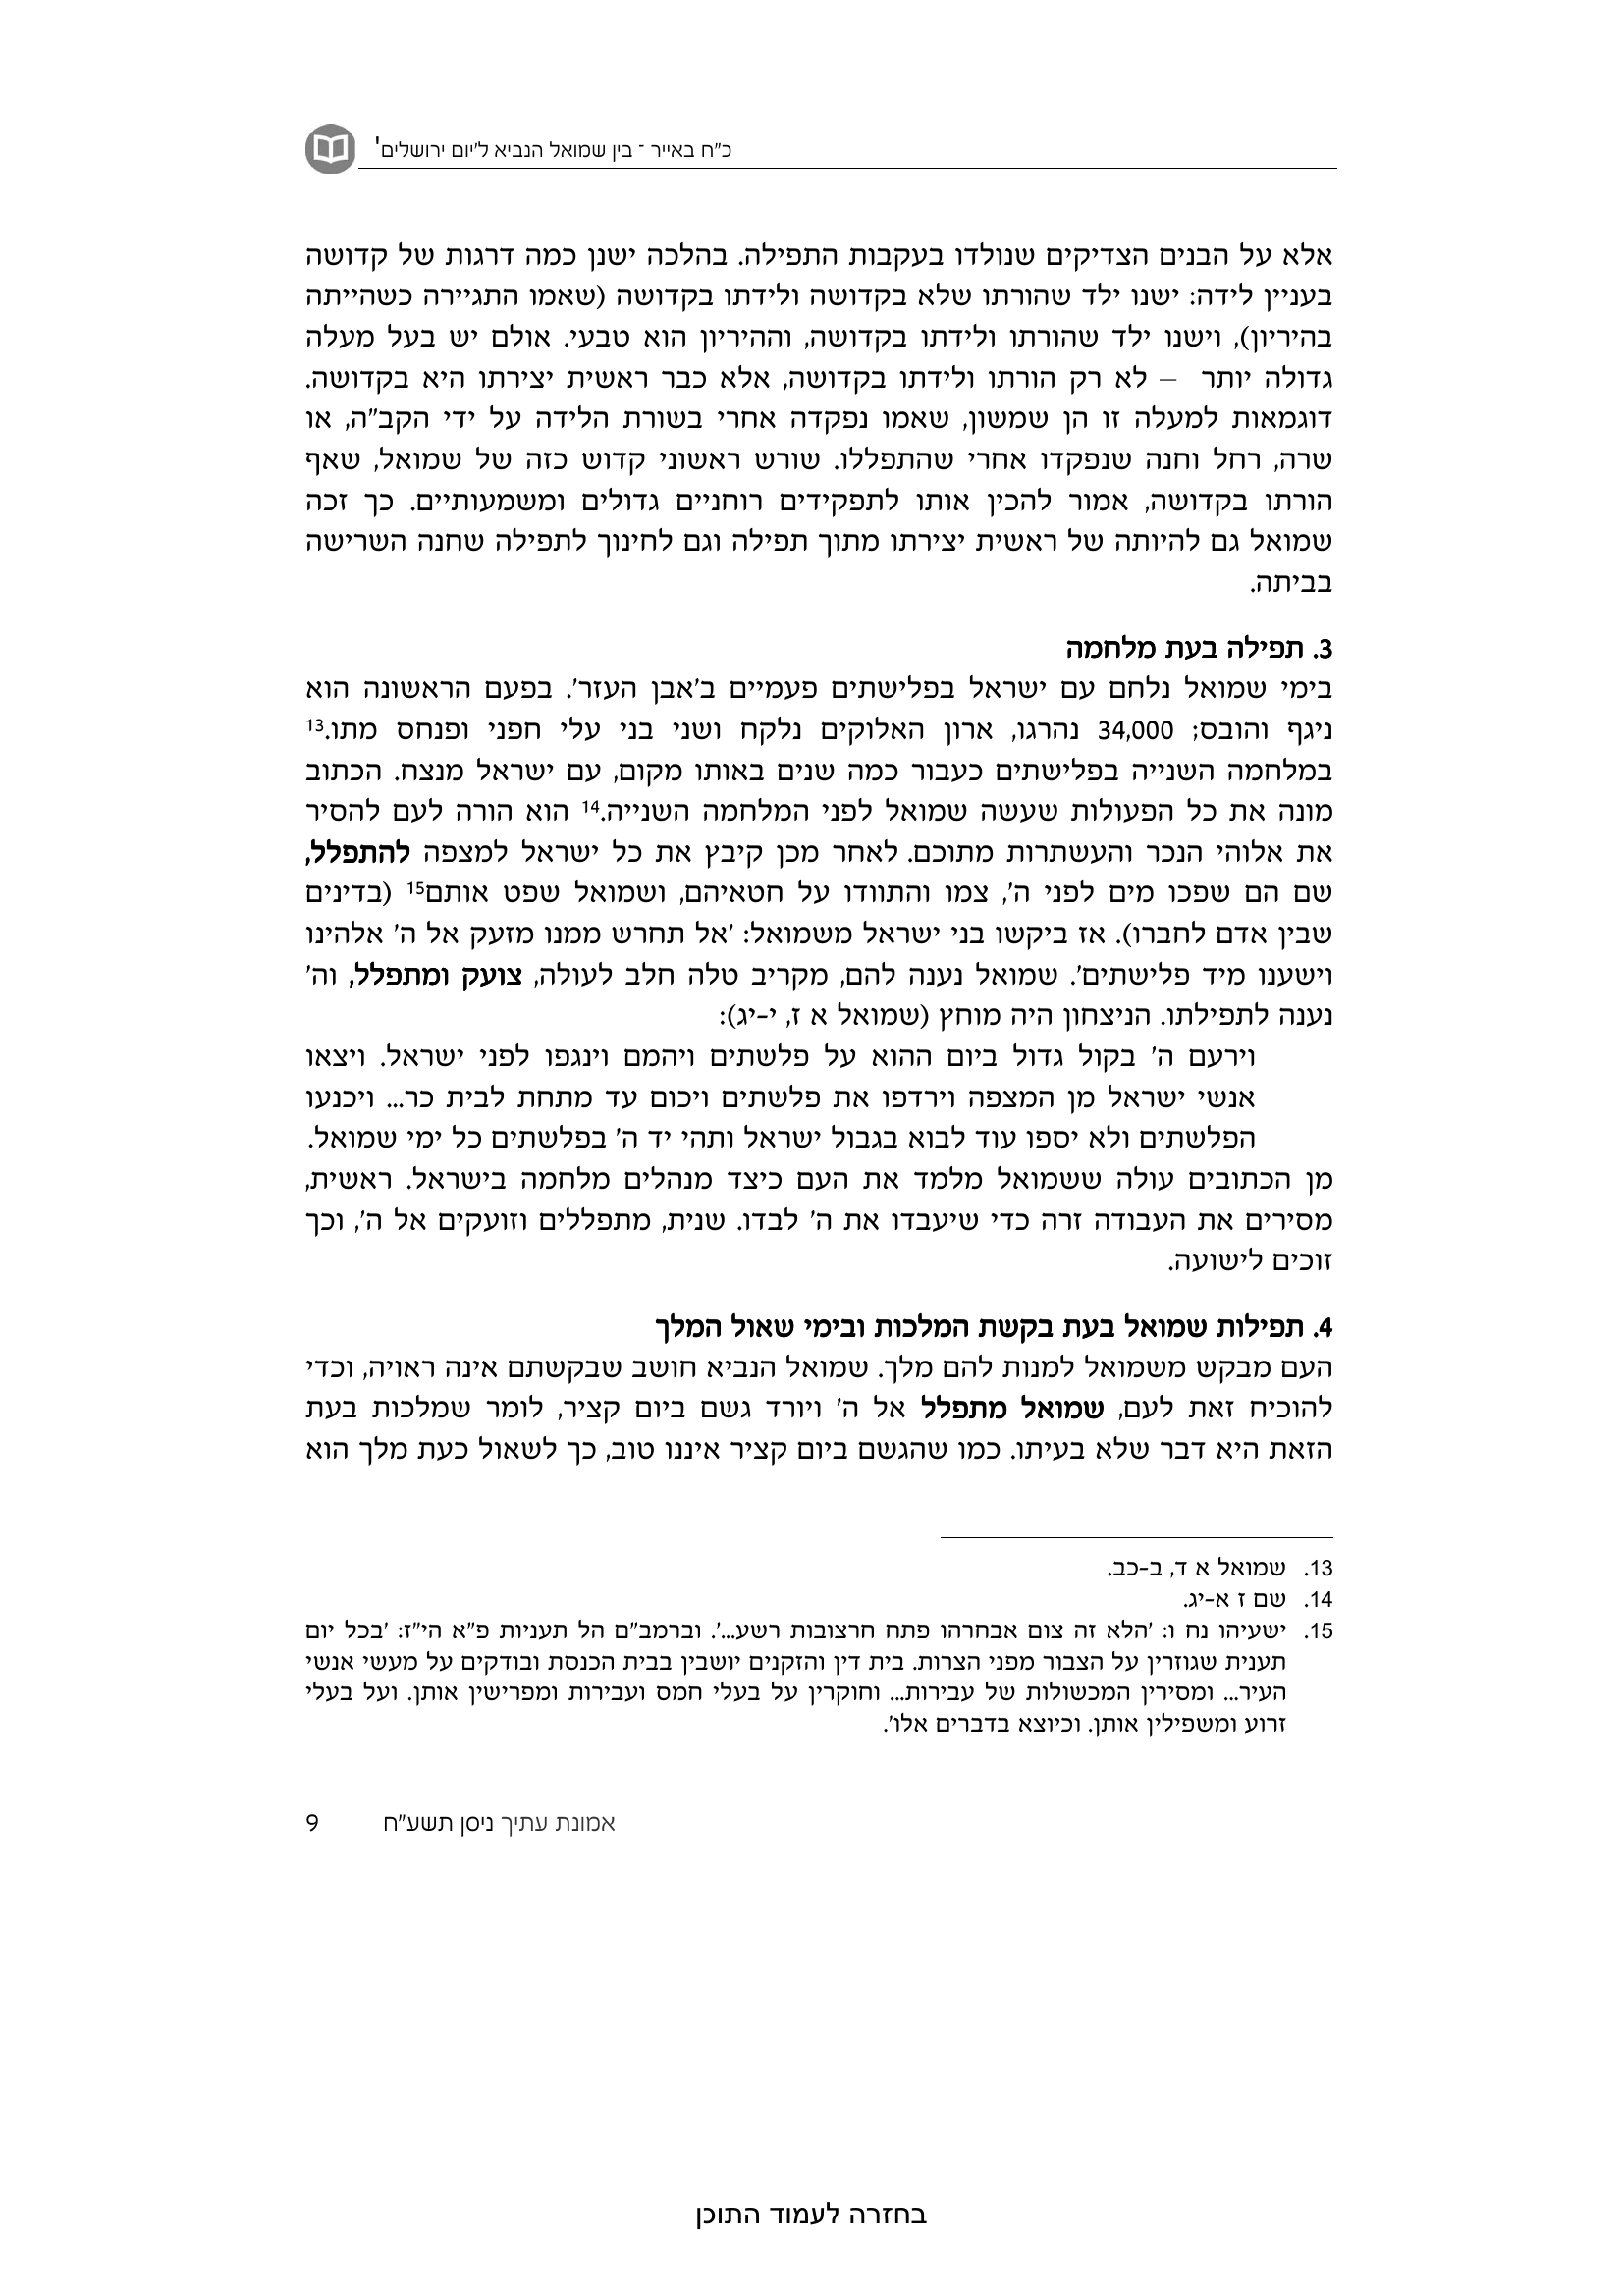 כ"ח באייר - בין שמואל הנביא ל'יום ירושלים'
אלא על הבנים הצדיקים שנולדו בעקבות התפילה. בהלכה ישנן כמה דרגות של קדושה
בעניין לידה: ישנו ילד שהורתו שלא בקדושה ולידתו בקדושה (שאמו התגיירה כשהייתה
בהיריון), וישנו ילד שהורתו ולידתו בקדושה, וההיריון הוא טבעי. אולם יש בעל מעלה
גדולה יותר – לא רק הורתו ולידתו בקדושה, אלא כבר ראשית יצירתו היא בקדושה.
דוגמאות למעלה זו הן שמשון, שאמו נפקדה אחרי בשורת הלידה על ידי הקב"ה, או
שרה, רחל וחנה שנפקדו אחרי שהתפללו. שורש ראשוני קדוש כזה של שמואל, שאף
הורתו בקדושה, אמור להכין אותו לתפקידים רוחניים גדולים ומשמעותיים. כך זכה
שמואל גם להיותה של ראשית יצירתו מתוך תפילה וגם לחינוך לתפילה שחנה השרישה
בביתה.
3. תפילה בעת מלחמה
בימי שמואל נלחם עם ישראל בפלישתים פעמיים ב'אבן העזר'. בפעם הראשונה הוא
ניגף והובס; 34,000 נהרגו, ארון האלוקים נלקח ושני בני עלי חפני ופנחס מתו.13
במלחמה השנייה בפלישתים כעבור כמה שנים באותו מקום, עם ישראל מנצח. הכתוב
מונה את כל הפעולות שעשה שמואל לפני המלחמה השנייה.14 הוא הורה לעם להסיר
את אלוהי הנכר והעשתרות מתוכם. לאחר מכן קיבץ את כל ישראל למצפה להתפלל,
שם הם שפכו מים לפני ה', צמו והתוודו על חטאיהם, ושמואל שפט אותם15 (בדינים
שבין אדם לחברו). אז ביקשו בני ישראל משמואל: 'אל תחרש ממנו מזעק אל ה' אלהינו
וישענו מיד פלישתים'. שמואל נענה להם, מקריב טלה חלב לעולה, צועק ומתפלל, וה'
נענה לתפילתו. הניצחון היה מוחץ (שמואל א ז, י-יג):
וירעם ה' בקול גדול ביום ההוא על פלשתים ויהמם וינגפו לפני ישראל. ויצאו
אנשי ישראל מן המצפה וירדפו את פלשתים ויכום עד מתחת לבית כר... ויכנעו
הפלשתים ולא יספו עוד לבוא בגבול ישראל ותהי יד ה' בפלשתים כל ימי שמואל.
מן הכתובים עולה ששמואל מלמד את העם כיצד מנהלים מלחמה בישראל. ראשית,
מסירים את העבודה זרה כדי שיעבדו את ה' לבדו. שנית, מתפללים וזועקים אל ה', וכך
זוכים לישועה.
4. תפילות שמואל בעת בקשת המלכות ובימי שאול המלך
העם מבקש משמואל למנות להם מלך. שמואל הנביא חושב שבקשתם אינה ראויה, וכדי
להוכיח זאת לעם, שמואל מתפלל אל ה' ויורד גשם ביום קציר, לומר שמלכות בעת
הזאת היא דבר שלא בעיתו. כמו שהגשם ביום קציר איננו טוב, כך לשאול כעת מלך הוא
13. שמואל א ד, ב-כב.
14. שם ז א-יג.
15. ישעיהו נח ו: 'הלא זה צום אבחרהו פתח חרצובות רשע...'. וברמב"ם הל תעניות פ"א הי"ז: 'בכל יום
תענית שגוזרין על הצבור מפני הצרות. בית דין והזקנים יושבין בבית הכנסת ובודקים על מעשי אנשי
העיר... ומסירין המכשולות של עבירות... וחוקרין על בעלי חמס ועבירות ומפרישין אותן. ועל בעלי
זרוע ומשפילין אותן. וכיוצא בדברים אלו'.
אמונת עתיך ניסן תשע"ח 9
בחזרה לעמוד התוכן